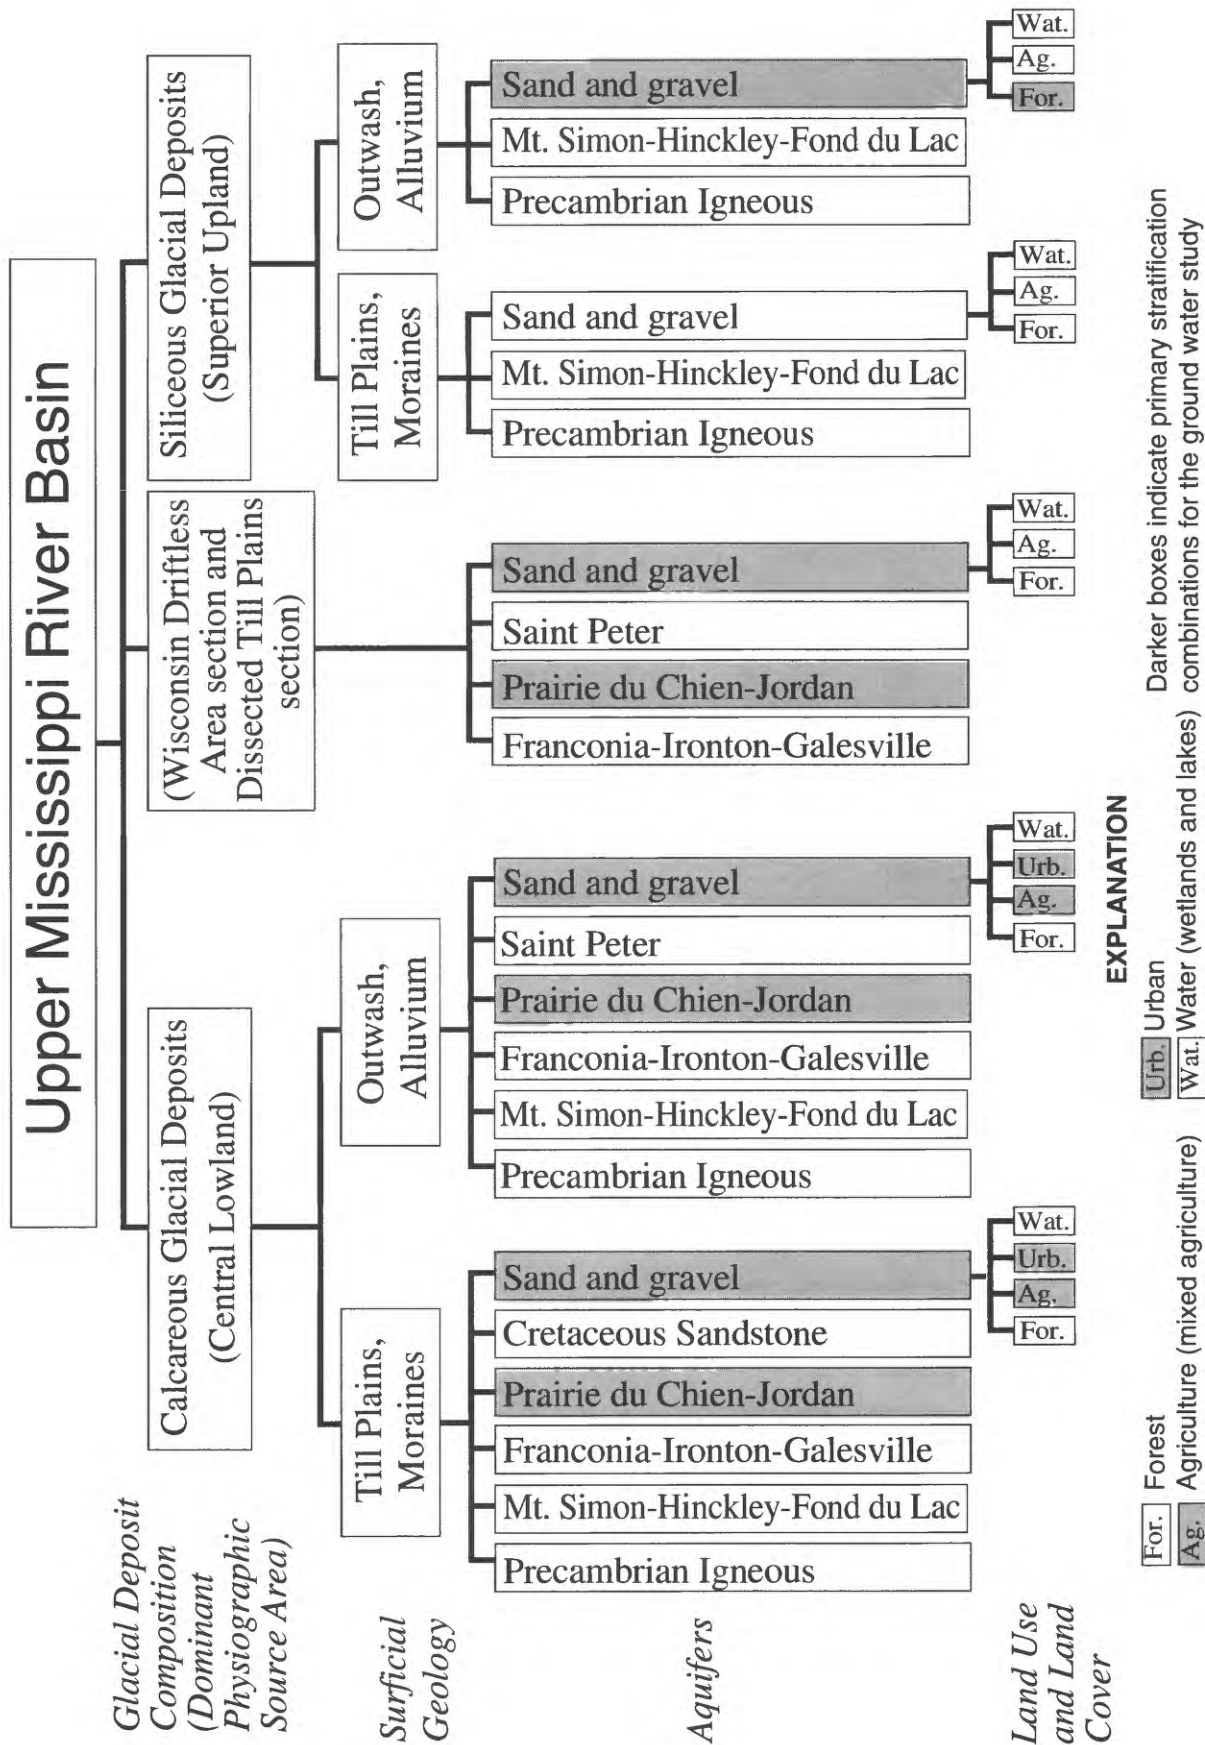 Upper Mississippi River Basin
Glacial Deposit
Composition
(Dominant
Physiographic
Source Area)
Calcareous Glacial Deposits
(Central Lowland)
(Wisconsin Driftless
Area section and
Dissected Till Plains
section)
Siliceous Glacial Deposits
(Superior Upland)
Surficial
Geology
Till Plains,
Moraines
Outwash,
Alluvium
Till Plains,
Moraines
Outwash,
Alluvium
Aquifers
Precambrian Igneous
Mt. Simon-Hinckley-Fond du Lac
Franconia-Ironton-Galesville
Prairie du Chien-Jordan
Cretaceous Sandstone
Sand and gravel
Precambrian Igneous
Mt. Simon-Hinckley-Fond du Lac
Franconia-Ironton-Galesville
Prairie du Chien-Jordan
Saint Peter
Sand and gravel
Franconia-Ironton-Galesville
Prairie du Chien-Jordan
Saint Peter
Sand and gravel
Precambrian Igneous
Mt. Simon-Hinckley-Fond du Lac
Sand and gravel
Precambrian Igneous
Mt. Simon-Hinckley-Fond du Lac
Sand and gravel
Land Use
and Land
Cover
For. Ag. Urb. Wat.
For. Ag. Urb. Wat.
For. Ag. Wat.
For. Ag. Wat.
For. Ag. Wat.
EXPLANATION
For. Forest
Ag. Agriculture (mixed agriculture)
Urb. Urban
Wat. Water (wetlands and lakes)
Darker boxes indicate primary stratification
combinations for the ground water study